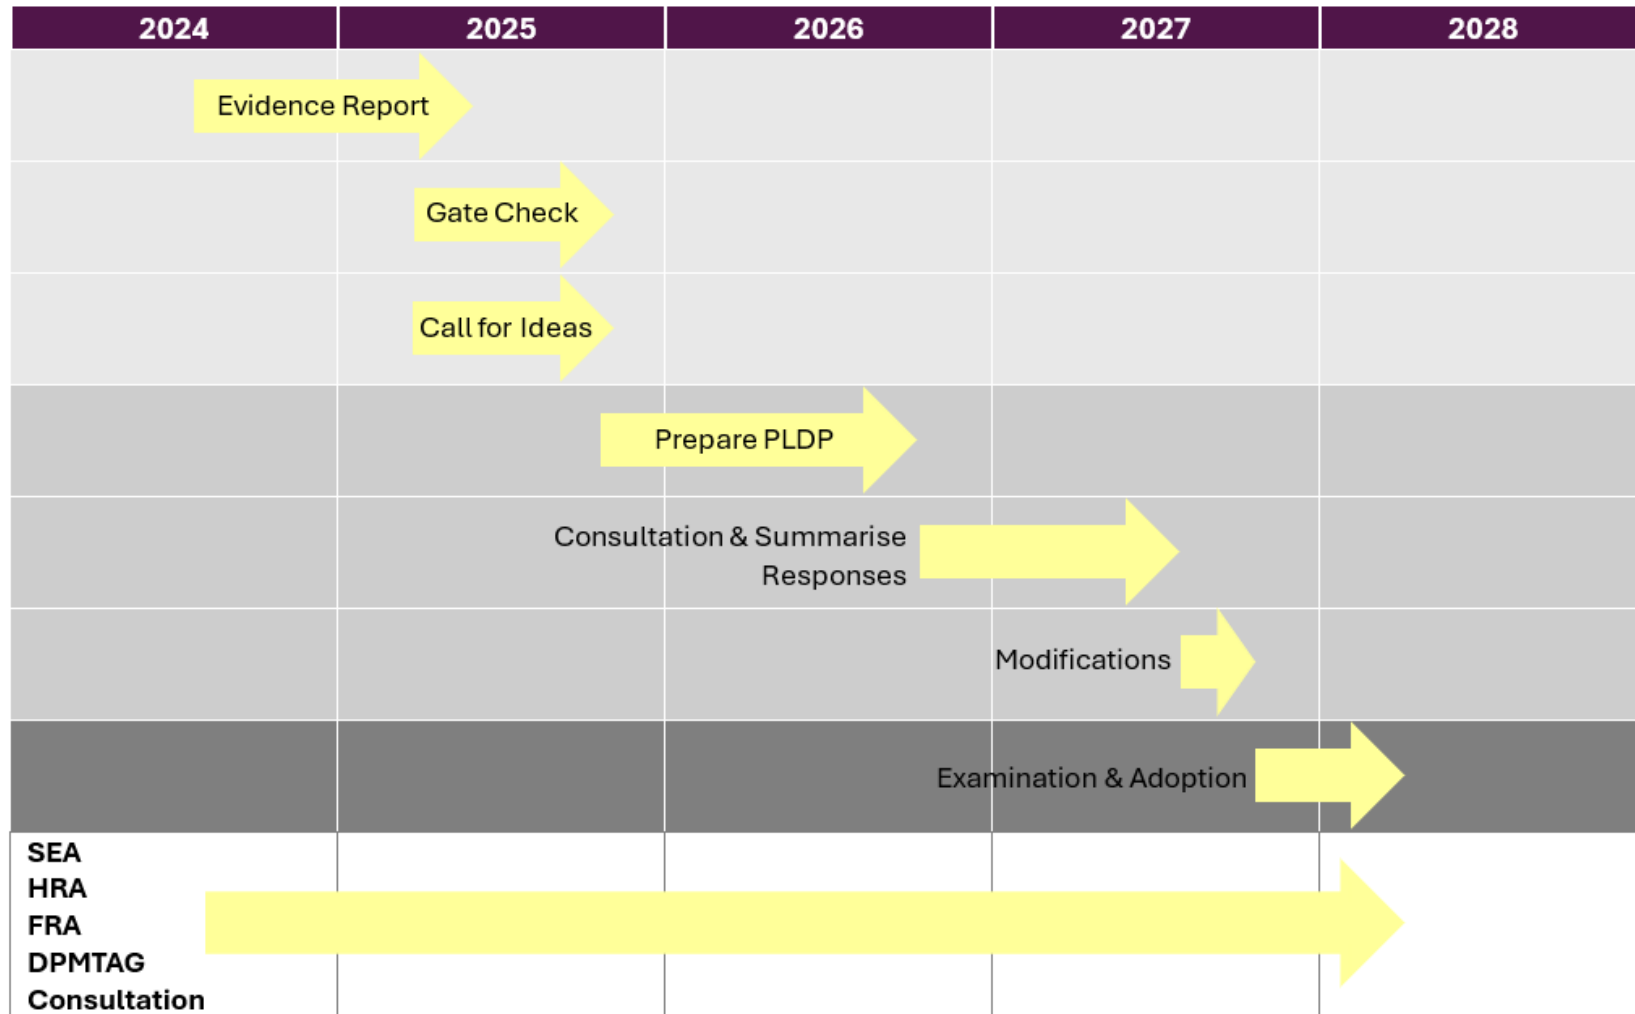 2024 2025 2026 2027 2028
Evidence Report
Gate Check
Call for Ideas
Prepare PLDP
Consultation & Summarise
Responses
Modifications
Examination & Adoption
SEA
HRA
FRA
DPMTAG
Consultation